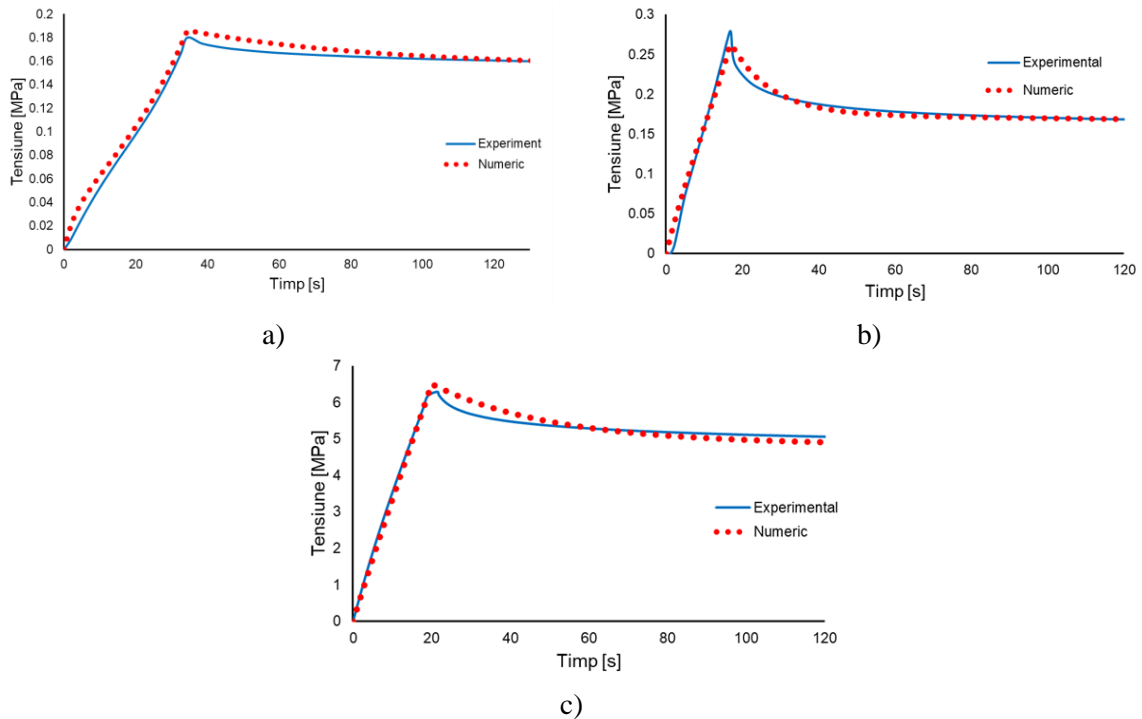 0.2
0.18
0.16
0.14
0.12
0.1
0.08
0.06
0.04
0.02
0
Tensiune [MPa]
0 20 40 60 80 100 120
Timp [s]
Experiment
Numeric
a)
0.3
0.25
0.2
0.15
0.1
0.05
0
Tensiune [MPa]
0 20 40 60 80 100 120
Timp [s]
Experimental
Numeric
b)
7
6
5
4
3
2
1
0
Tensiune [MPa]
0 20 40 60 80 100 120
Timp [s]
Experimental
Numeric
c)